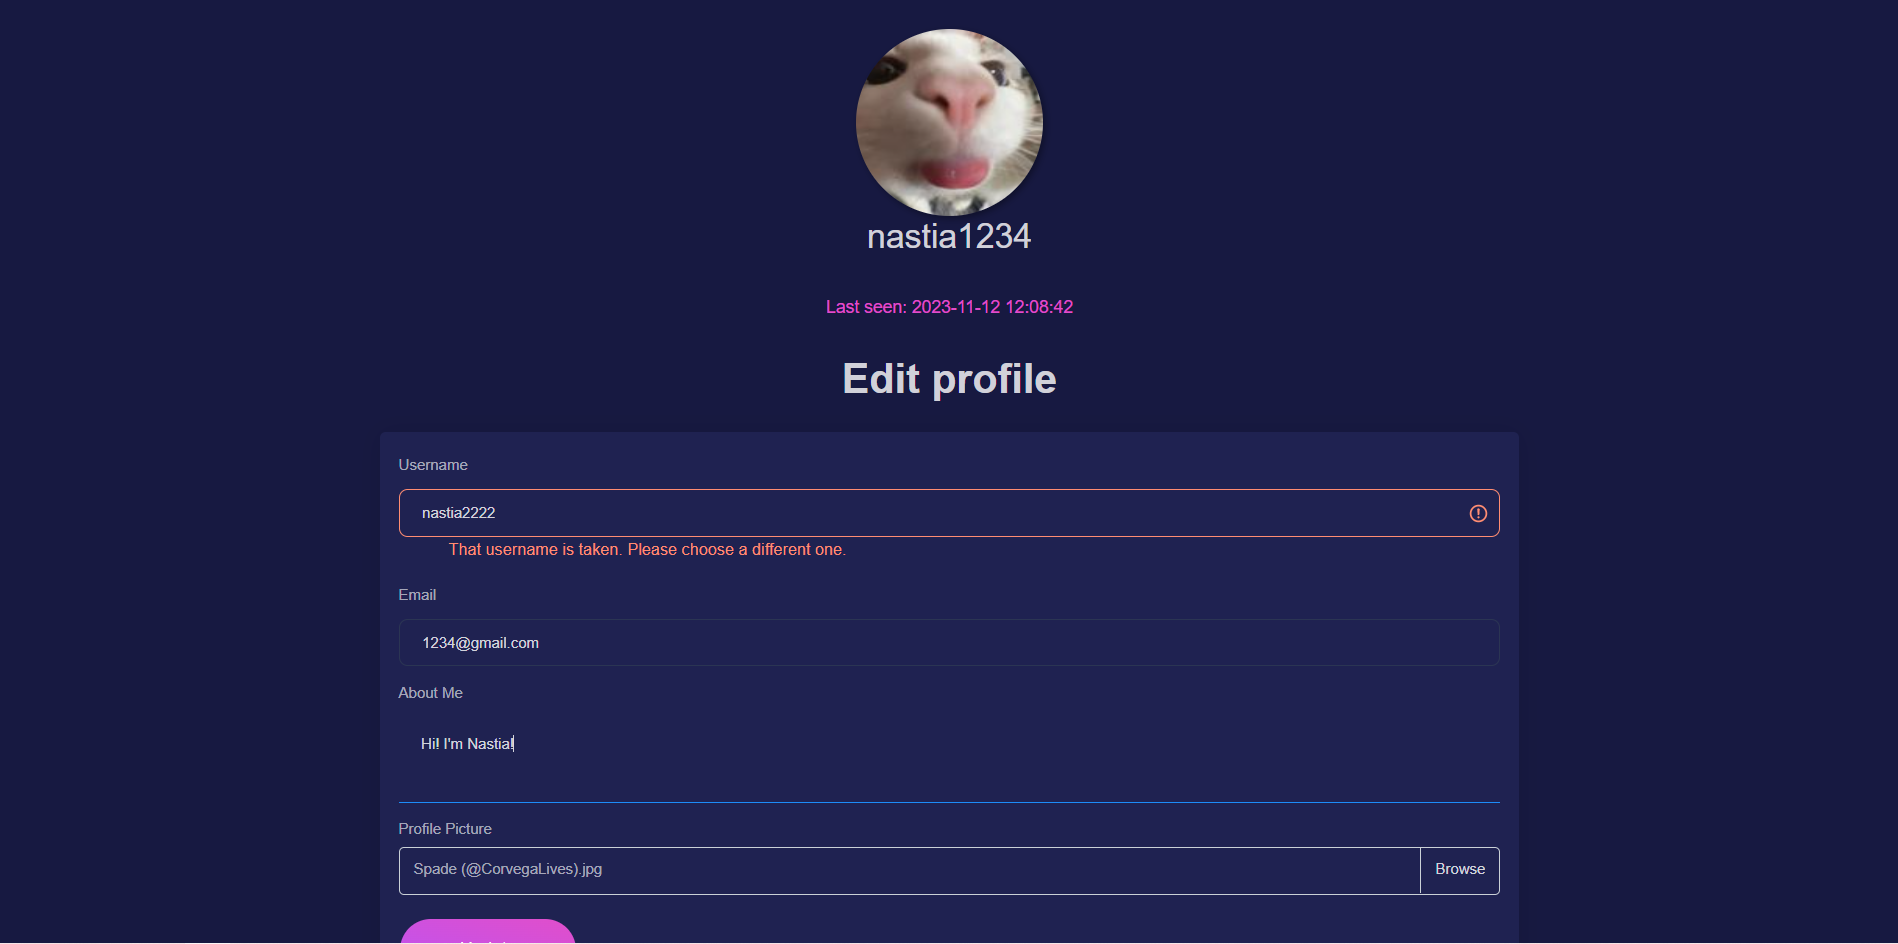 nastia1234
Last seen: 2023-11-12 12:08:42
Edit profile
Username
nastia2222
That username is taken. Please choose a different one.
Email
1234@gmail.com
About Me
Hi! I'm Nastia!
Profile Picture
Spade (@CorvegaLives).jpg
Browse